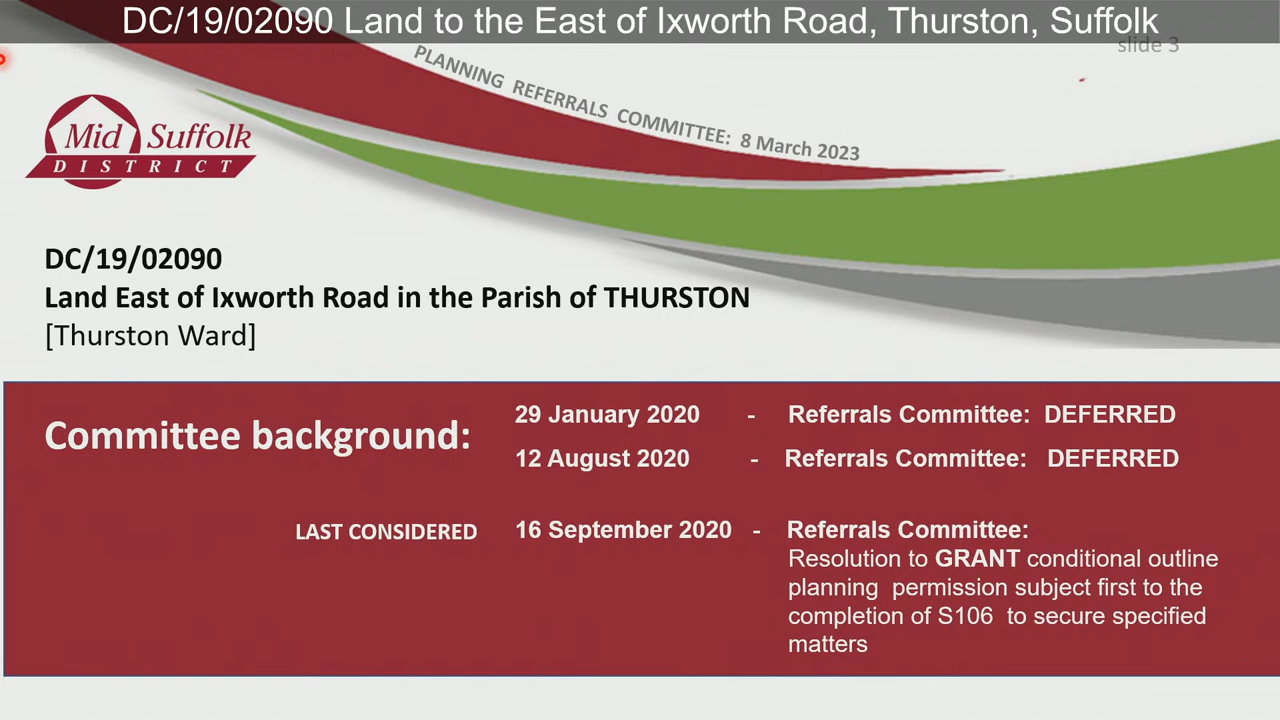 DC/19/02090 Land to the East of Ixworth Road, Thurston, Suffolk
slide 3
PLANNING REFERRALS COMMITTEE: 8 March 2023
Mid Suffolk
DISTRICT
DC/19/02090
Land East of Ixworth Road in the Parish of THURSTON
[Thurston Ward]
Committee background:
29 January 2020 - Referrals Committee: DEFERRED
12 August 2020 - Referrals Committee: DEFERRED
LAST CONSIDERED 16 September 2020 - Referrals Committee:
Resolution to GRANT conditional outline
planning permission subject first to the
completion of S106 to secure specified
matters